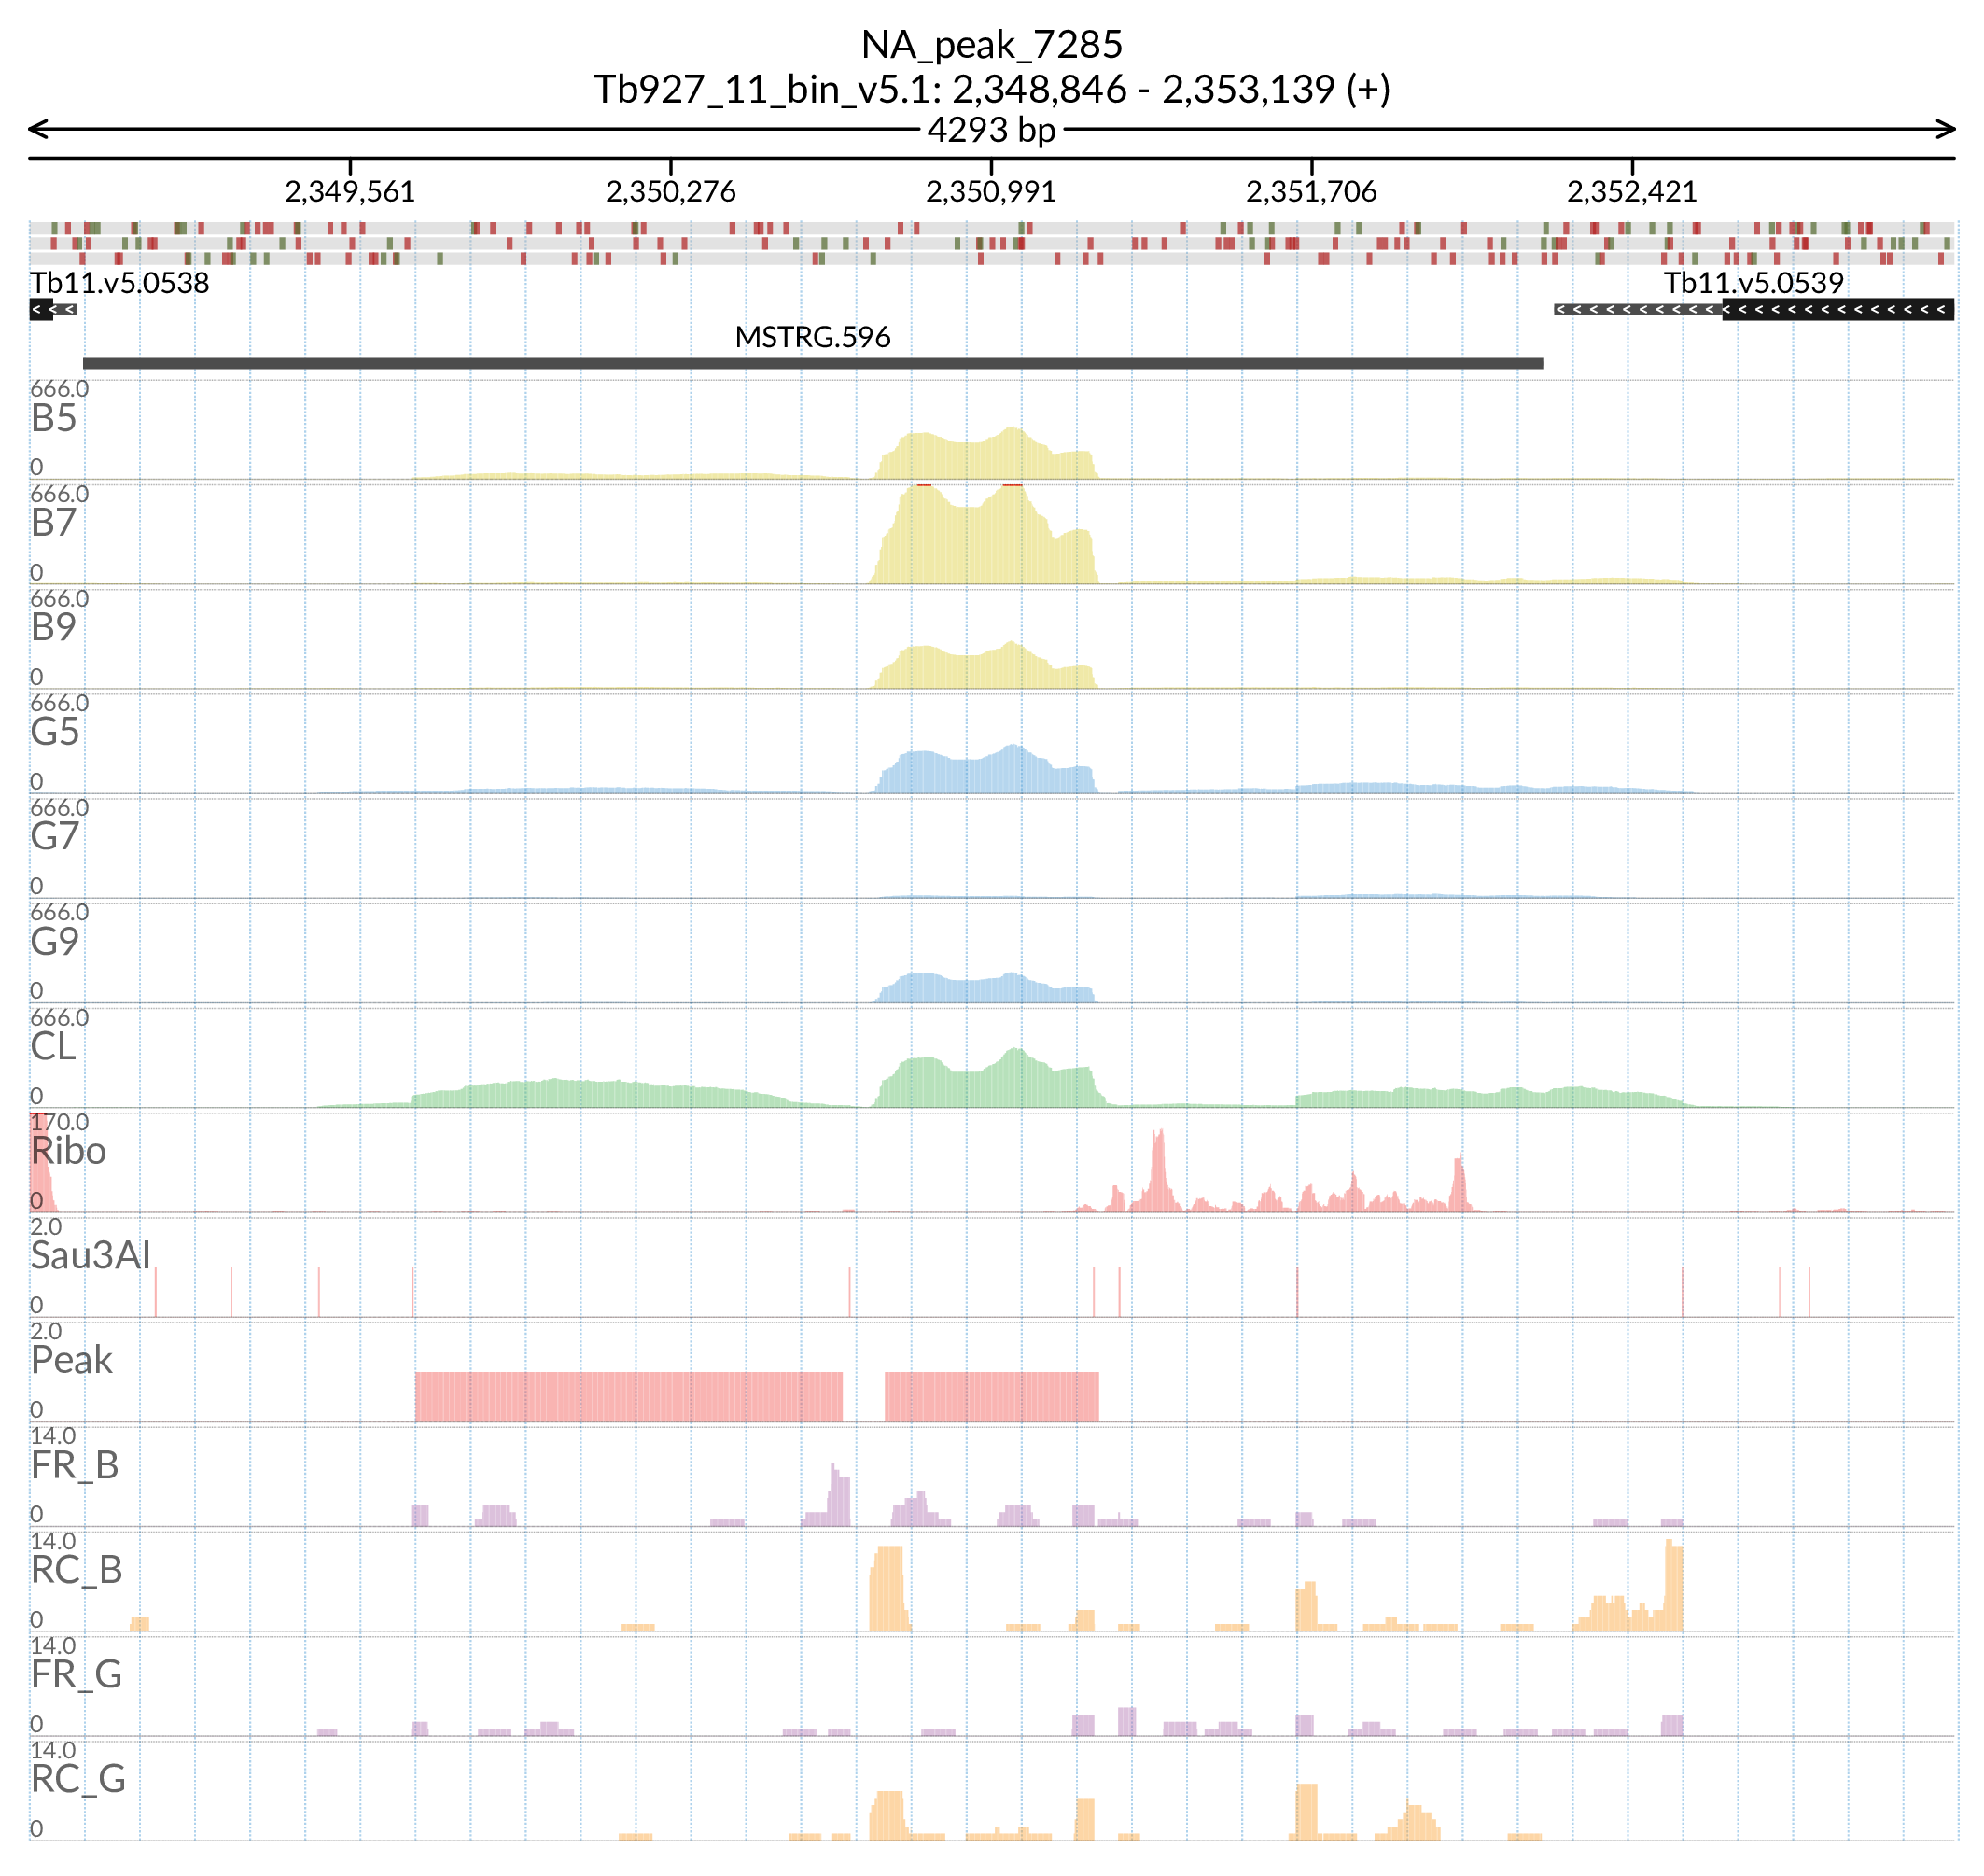 NA_peak_7285
Tb927_11_bin_v5.1: 2,348,846 - 2,353,139 (+)
4293 bp
2,349,561 2,350,276 2,350,991 2,351,706 2,352,421
Tb11.v5.0538 Tb11.v5.0539
MSTRG.596
666.0
B5
0
666.0
B7
0
666.0
B9
0
666.0
G5
0
666.0
G7
0
666.0
G9
0
666.0
CL
0
170.0
Ribo
0
2.0
Sau3AI
0
2.0
Peak
0
14.0
FR_B
0
14.0
RC_B
0
14.0
FR_G
0
14.0
RC_G
0